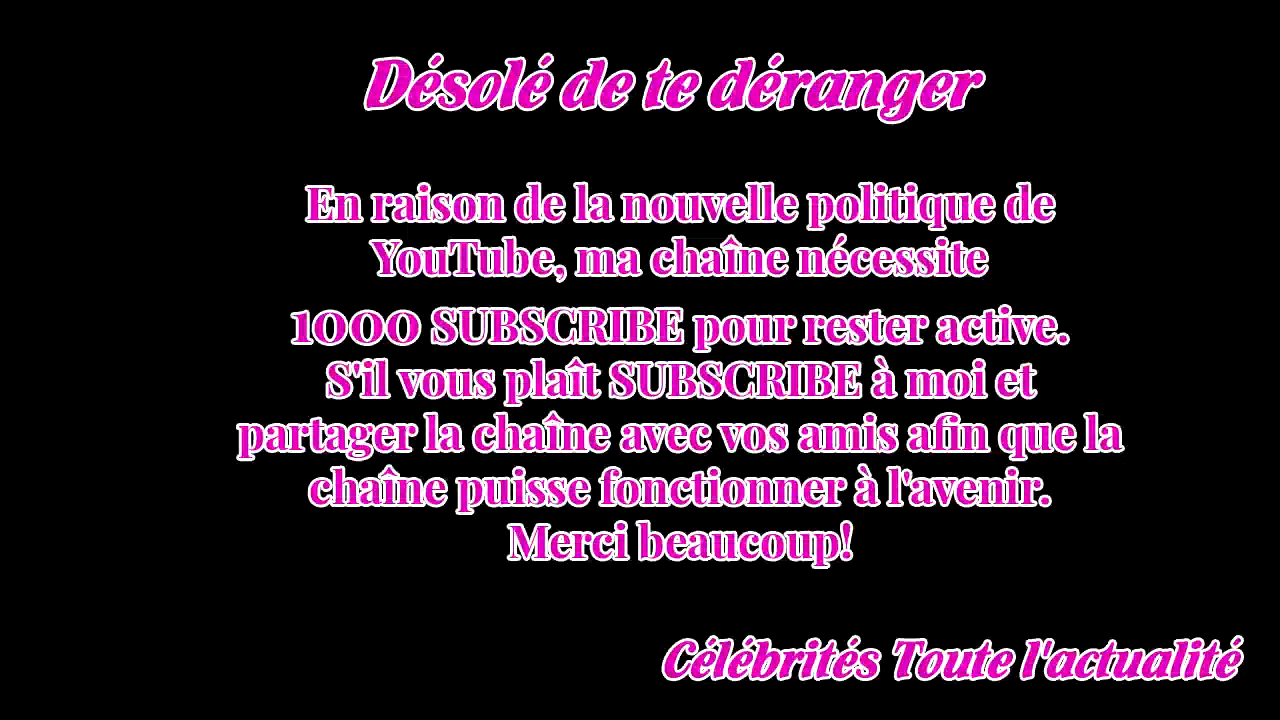 Désolé de te déranger
En raison de la nouvelle politique de
YouTube, ma chaîne nécessite
1000 SUBSCRIBE pour rester active.
S'il vous plaît SUBSCRIBE à moi et
partager la chaîne avec vos amis afin que la
chaîne puisse fonctionner à l'avenir.
Merci beaucoup!
Célébrités Toute l'actualité